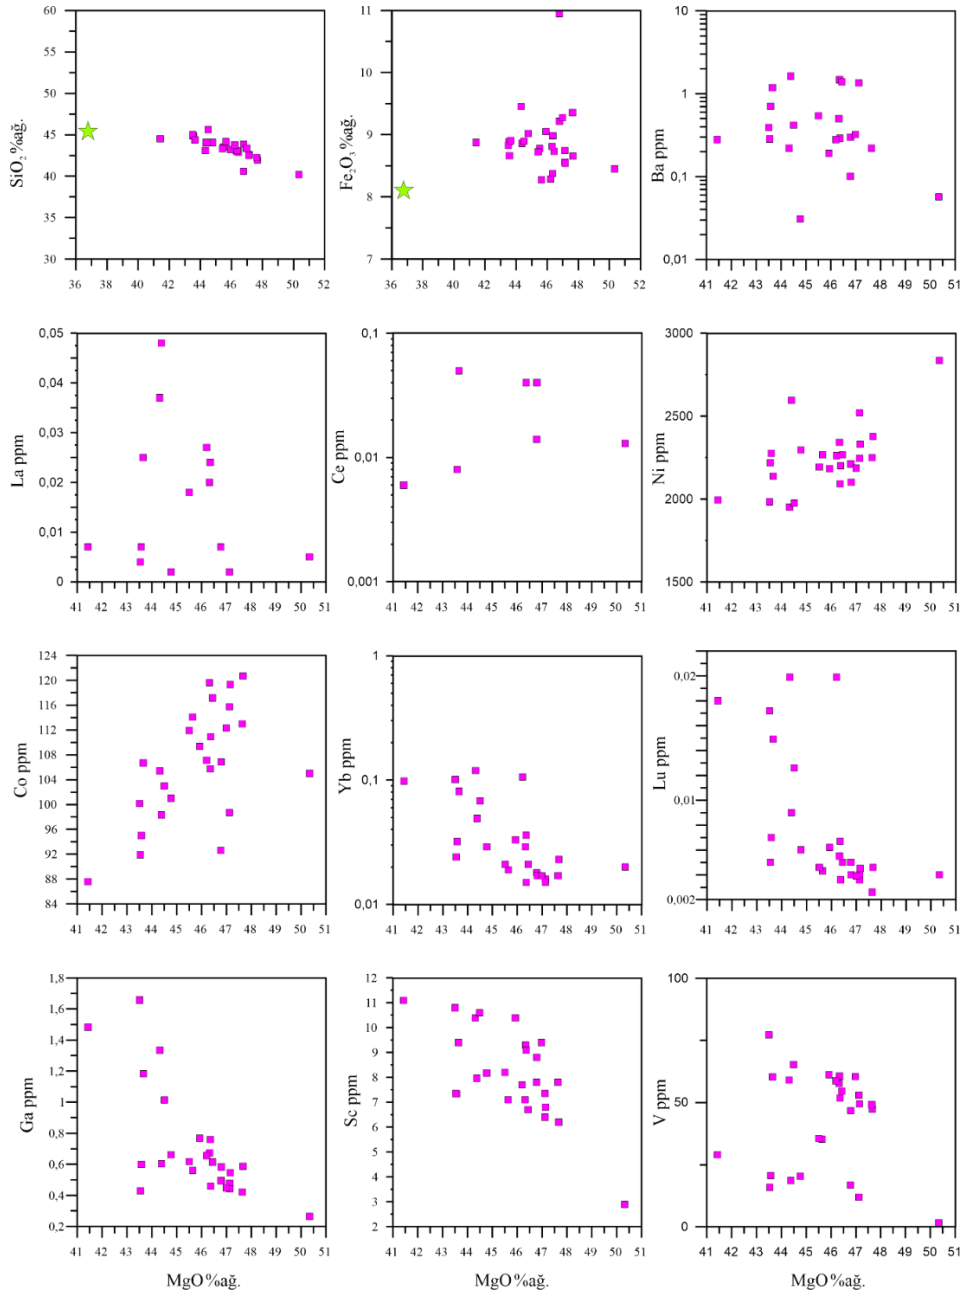 SiO₂ %ağ.
60
55
50
45
40
35
30
36 38 40 42 44 46 48 50 52
Fe₂O₃ %ağ.
11
10
9
8
7
36 38 40 42 44 46 48 50 52
Ba ppm
10
1
0,1
0,01
41 42 43 44 45 46 47 48 49 50 51
La ppm
0,05
0,04
0,03
0,02
0,01
0
41 42 43 44 45 46 47 48 49 50 51
Ce ppm
0,1
0,01
0,001
41 42 43 44 45 46 47 48 49 50 51
Ni ppm
3000
2500
2000
1500
41 42 43 44 45 46 47 48 49 50 51
Co ppm
124
120
116
112
108
104
100
96
92
88
84
41 42 43 44 45 46 47 48 49 50 51
Yb ppm
1
0,1
0,01
41 42 43 44 45 46 47 48 49 50 51
Lu ppm
0,02
0,01
0,002
41 42 43 44 45 46 47 48 49 50 51
Ga ppm
1,8
1,6
1,4
1,2
1
0,8
0,6
0,4
0,2
41 42 43 44 45 46 47 48 49 50 51
MgO %ağ.
Sc ppm
12
11
10
9
8
7
6
5
4
3
2
41 42 43 44 45 46 47 48 49 50 51
MgO %ağ.
V ppm
100
50
0
41 42 43 44 45 46 47 48 49 50 51
MgO %ağ.